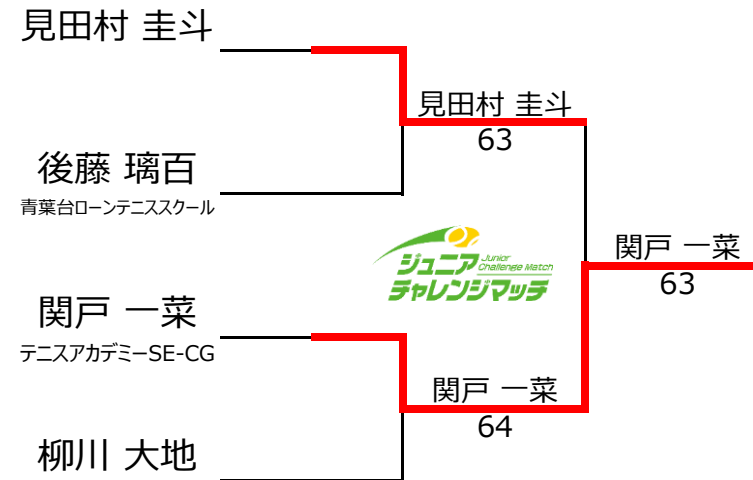 見田村 圭斗
見田村 圭斗
63
後藤 璃百
青葉台ローンテニススクール
ジュニア Junior Challenge Match
チャレンジマッチ
関戸 一菜
63
関戸 一菜
テニスアカデミーSE-CG
関戸 一菜
64
柳川 大地